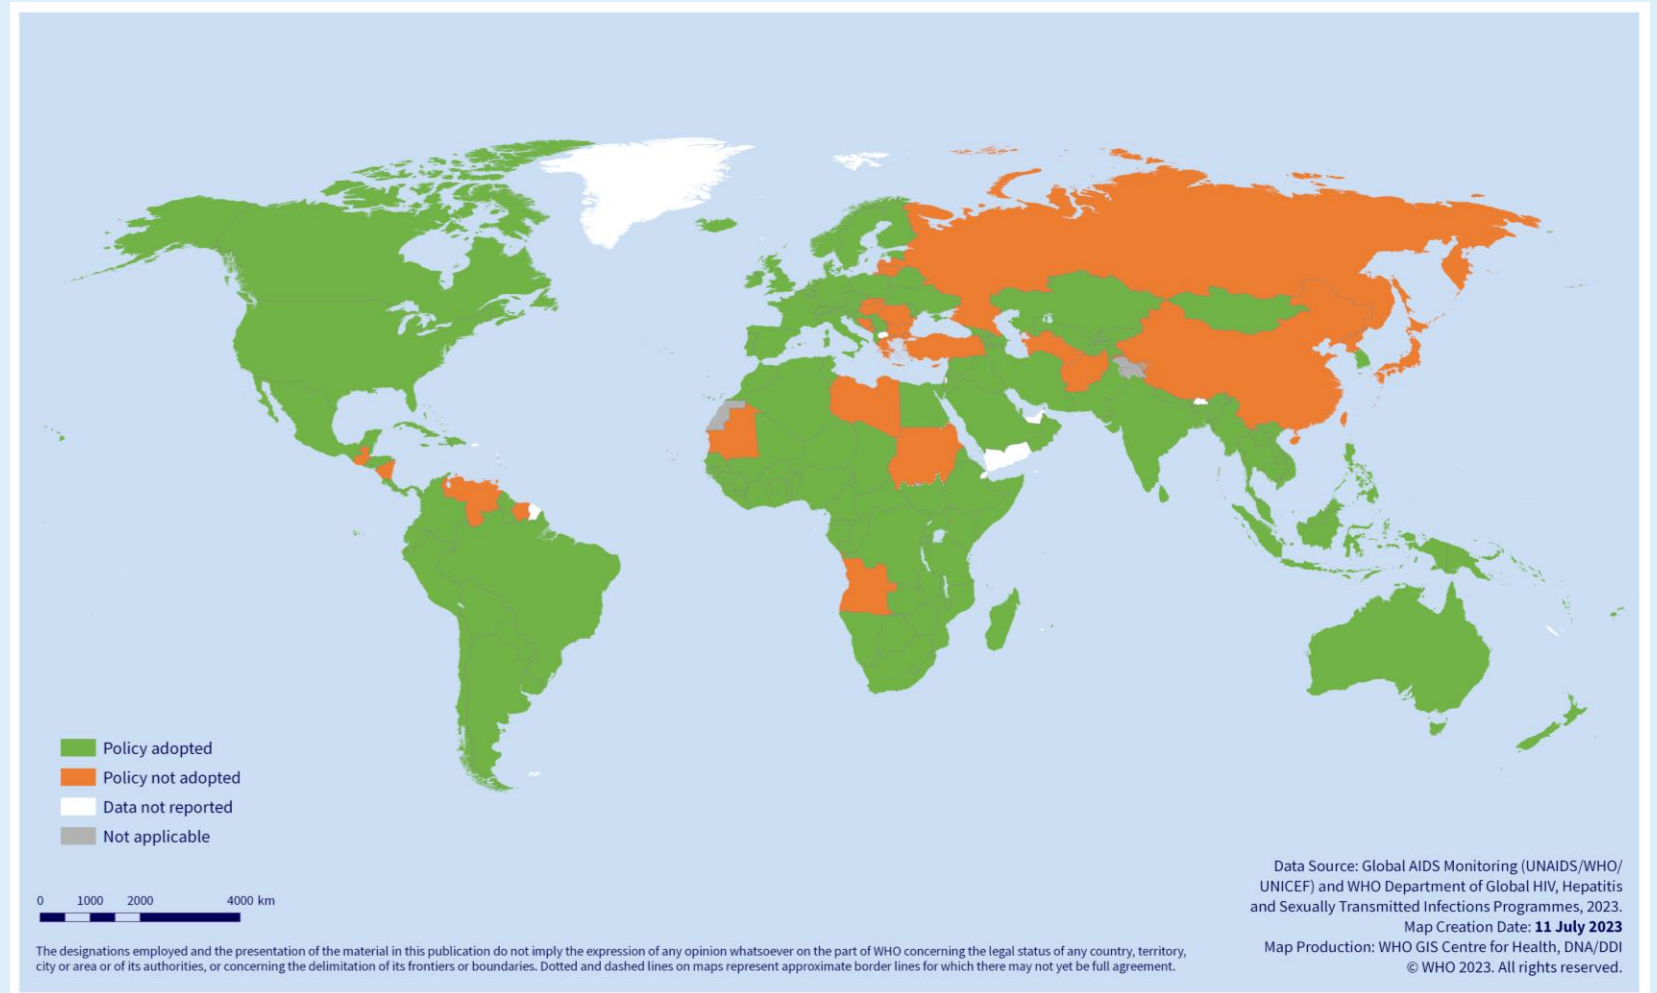 Policy adopted
Policy not adopted
Data not reported
Not applicable
0 1000 2000 4000 km
The designations employed and the presentation of the material in this publication do not imply the expression of any opinion whatsoever on the part of WHO concerning the legal status of any country, territory,
city or area or of its authorities, or concerning the delimitation of its frontiers or boundaries. Dotted and dashed lines on maps represent approximate border lines for which there may not yet be full agreement.
Data Source: Global AIDS Monitoring (UNAIDS/WHO/
UNICEF) and WHO Department of Global HIV, Hepatitis
and Sexually Transmitted Infections Programmes, 2023.
Map Creation Date: 11 July 2023
Map Production: WHO GIS Centre for Health, DNA/DDI
© WHO 2023. All rights reserved.